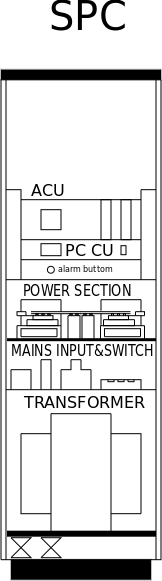 SPC
ACU
PC CU
alarm buttom
POWER SECTION
MAINS INPUT&SWITCH
TRANSFORMER